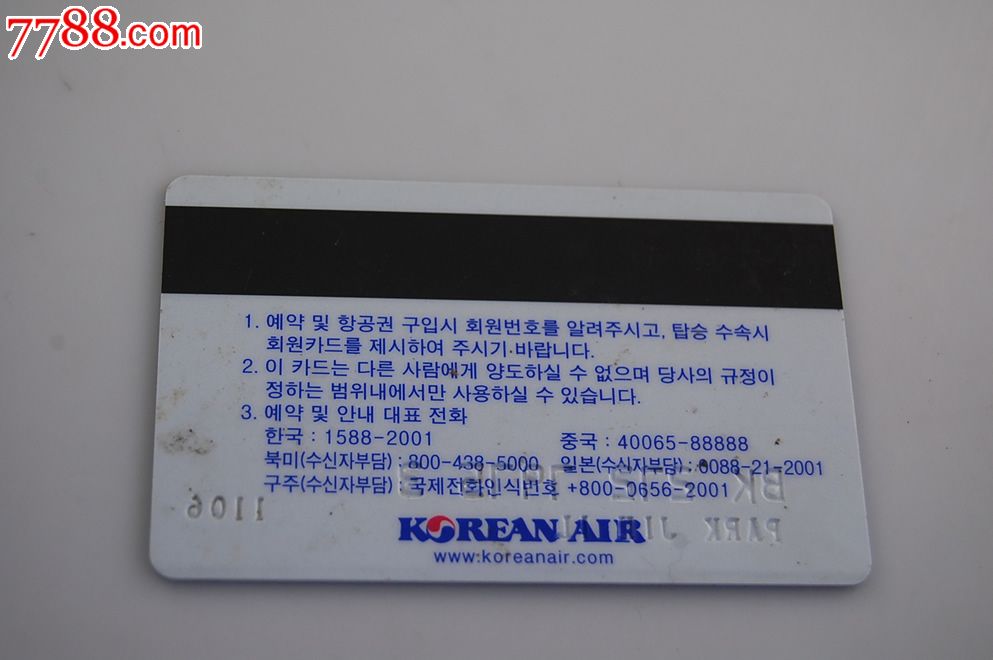 7788.com
1. 예약 및 항공권 구입시 회원번호를 알려주시고, 탑승 수속시
회원카드를 제시하여 주시기 바랍니다.
2. 이 카드는 다른 사람에게 양도하실 수 없으며 당사의 규정이
정하는 범위내에서만 사용하실 수 있습니다.
3. 예약 및 안내 대표 전화
한국 : 1588-2001 중국 : 40065-88888
북미(수신자부담) : 800-438-5000 일본(수신자부담) : 0088-21-2001
구주(수신자부담) : 국제전화인식번호 +800-0656-2001
1106
PARK
KOREAN AIR
www.koreanair.com